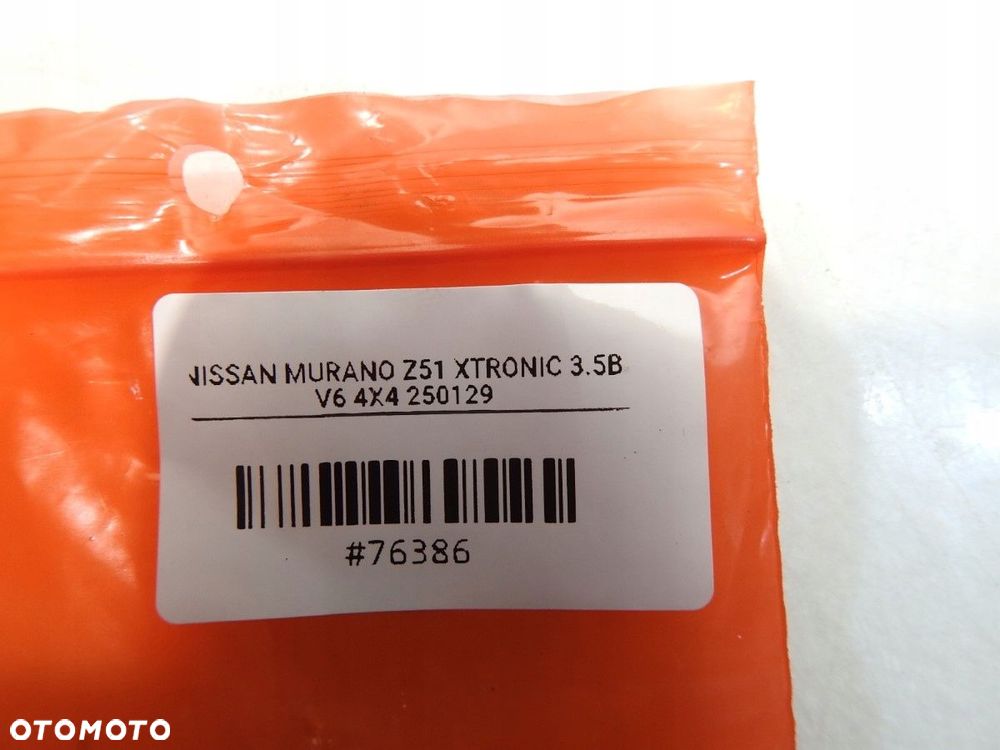 NISSAN MURANO Z51 XTRONIC 3.5B
V6 4X4 250129
#76386
OTOMOTO